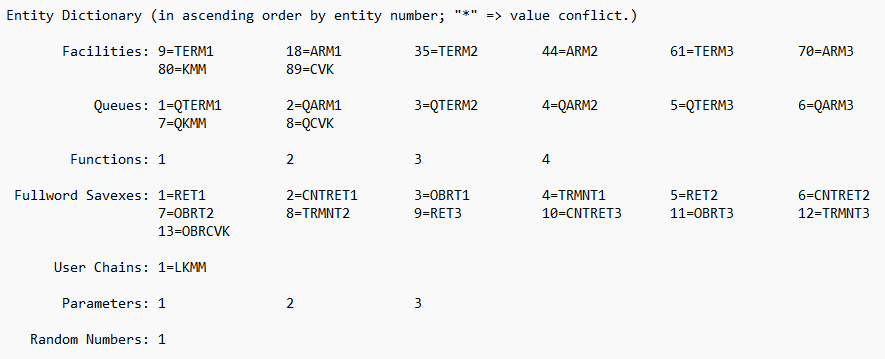 Entity Dictionary (in ascending order by entity number; "*" => value conflict.)
Facilities: 9=TERM1 18=ARM1 35=TERM2 44=ARM2 61=TERM3 70=ARM3
80=KMM 89=CVK
Queues: 1=QTERM1 2=QARM1 3=QTERM2 4=QARM2 5=QTERM3 6=QARM3
7=QKMM 8=QCVK
Functions: 1 2 3 4
Fullword Savexes: 1=RET1 2=CNTRET1 3=OBRT1 4=TRMNT1 5=RET2 6=CNTRET2
7=OBRT2 8=TRMNT2 9=RET3 10=CNTRET3 11=OBRT3 12=TRMNT3
13=OBRCVK
User Chains: 1=LKMM
Parameters: 1 2 3
Random Numbers: 1